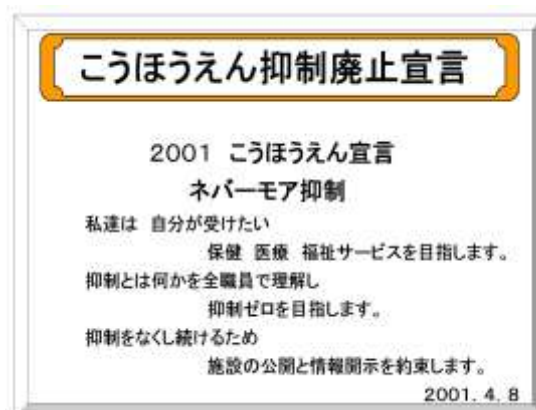 こうほうえん抑制廃止宣言
2001 こうほうえん宣言
ネバーモア抑制
私達は 自分が受けたい
保健 医療 福祉サービスを目指します。
抑制とは何かを全職員で理解し
抑制ゼロを目指します。
抑制をなくし続けるため
施設の公開と情報開示を約束します。
2001.4.8